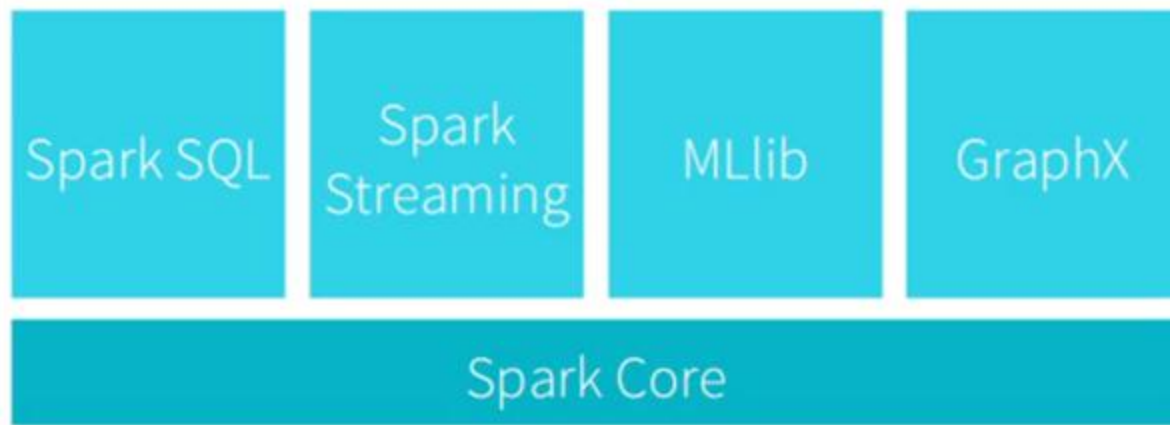 Spark SQL
Spark
Streaming
MLlib
GraphX
Spark Core